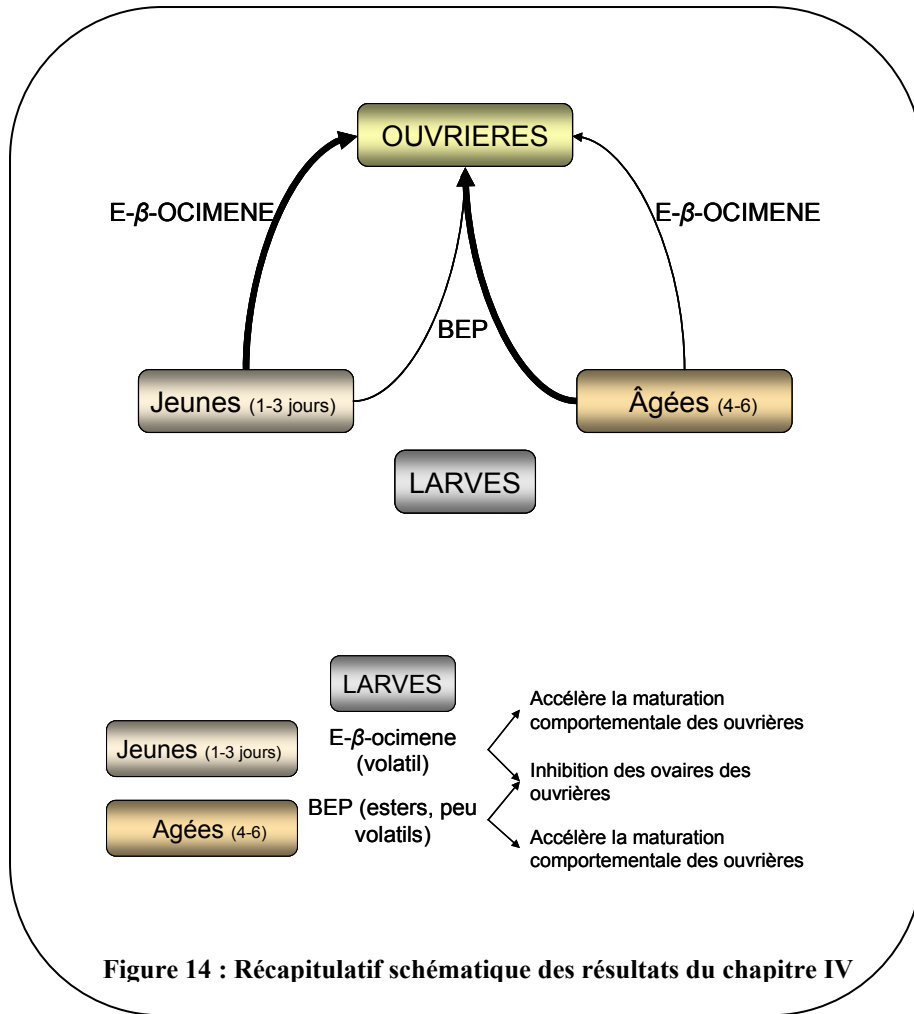 OUVRIERES
E-β-OCIMENE
E-β-OCIMENE
BEP
Jeunes (1-3 jours)
Âgées (4-6)
LARVES
LARVES
Jeunes (1-3 jours)
E-β-ocimene
(volatil)
Agées (4-6)
BEP (esters, peu
volatils)
Accélère la maturation
comportementale des ouvrières
Inhibition des ovaires des
ouvrières
Accélère la maturation
comportementale des ouvrières
Figure 14 : Récapitulatif schématique des résultats du chapitre IV